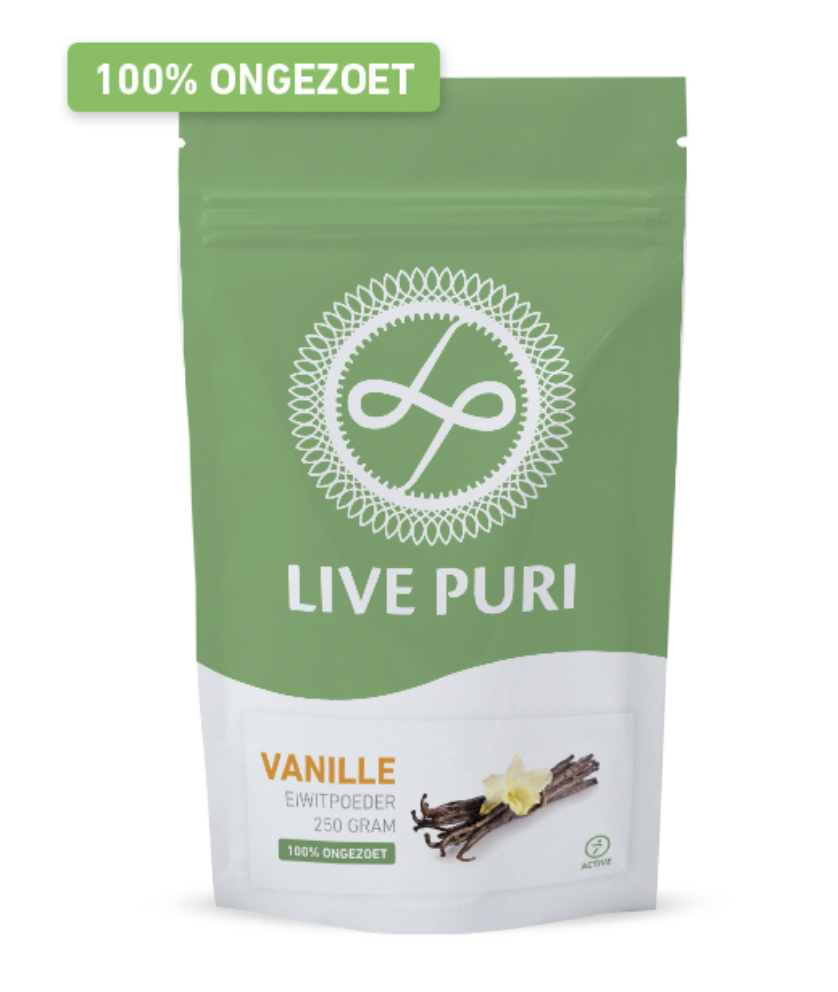 100% ONGEZOET
LIVE PURI
VANILLE
EIWITPOEDER
250 GRAM
100% ONGEZOET
ACTIVE